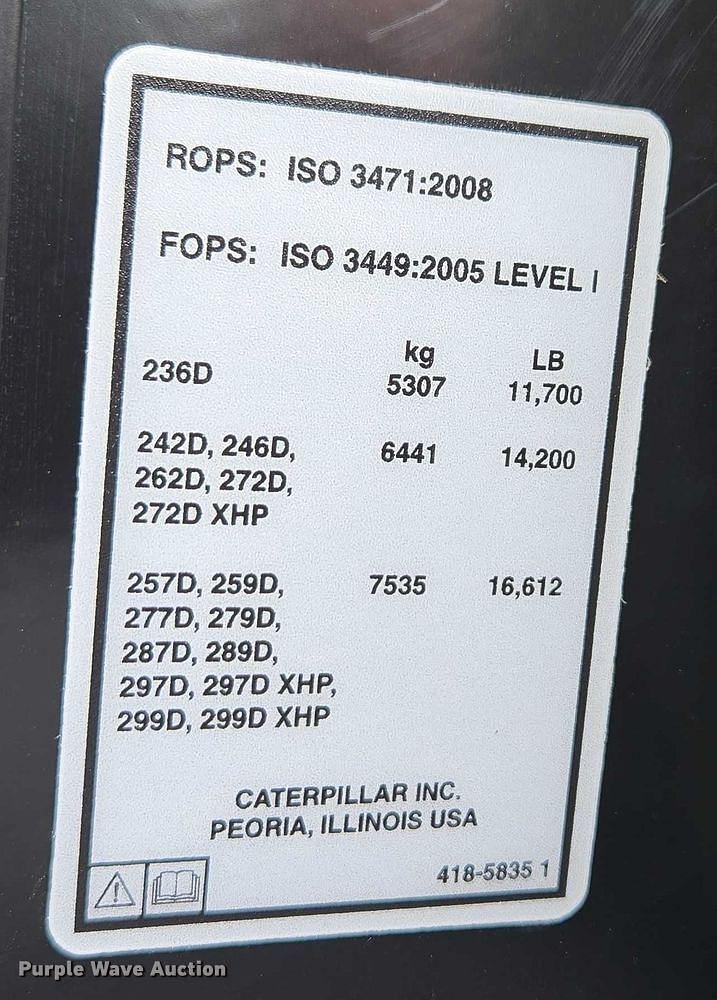 ROPS: ISO 3471:2008
FOPS: ISO 3449:2005 LEVEL I
kg LB
236D 5307 11,700
242D, 246D, 6441 14,200
262D, 272D,
272D XHP
257D, 259D, 7535 16,612
277D, 279D,
287D, 289D,
297D, 297D XHP,
299D, 299D XHP
CATERPILLAR INC.
PEORIA, ILLINOIS USA
418-5835 1
Purple Wave Auction